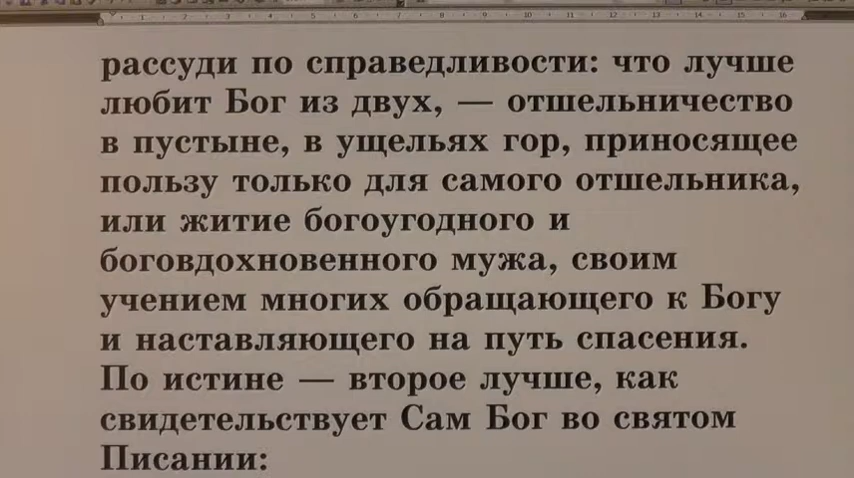 рассуди по справедливости: что лучше
любит Бог из двух, — отшельничество
в пустыне, в ущельях гор, приносящее
пользу только для самого отшельника,
или житие богоугодного и
боговдохновенного мужа, своим
учением многих обращающего к Богу
и наставляющего на путь спасения.
По истине — второе лучше, как
свидетельствует Сам Бог во святом
Писании: